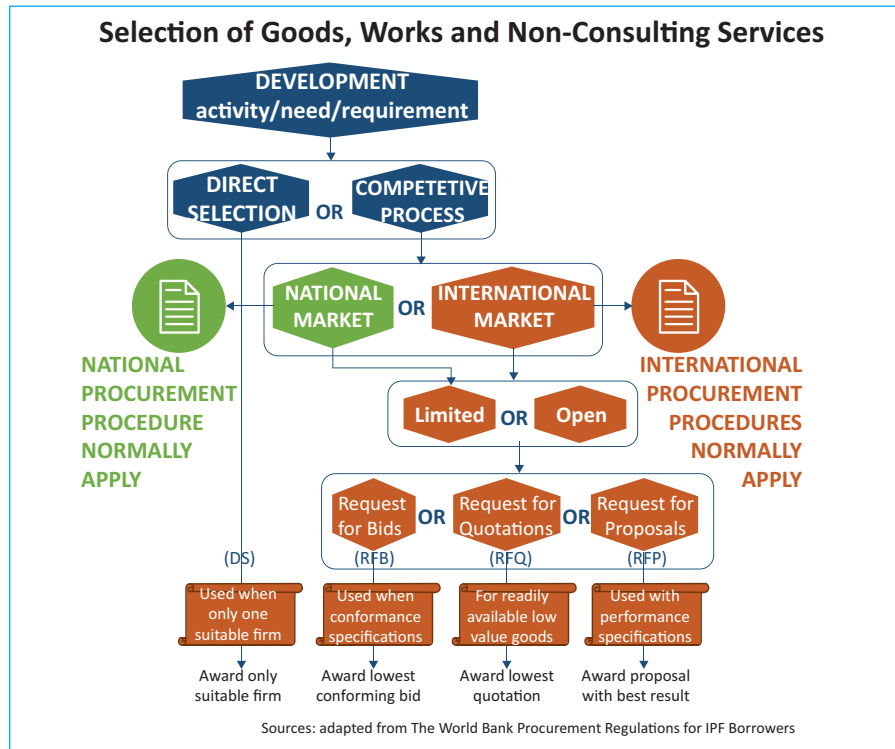 Selection of Goods, Works and Non-Consulting Services
DEVELOPMENT
activity/need/requirement
DIRECT
SELECTION
OR
COMPETETIVE
PROCESS
NATIONAL
MARKET
OR
INTERNATIONAL
MARKET
NATIONAL
PROCUREMENT
PROCEDURE
NORMALLY
APPLY
INTERNATIONAL
PROCUREMENT
PROCEDURES
NORMALLY
APPLY
Limited
OR
Open
Request
for Bids
OR
Request for
Quotations
OR
Request for
Proposals
(DS)
(RFB)
(RFQ)
(RFP)
Used when
only one
suitable firm
Used when
conformance
specifications
For readily
available low
value goods
Used with
performance
specifications
Award only
suitable firm
Award lowest
conforming bid
Award lowest
quotation
Award proposal
with best result
Sources: adapted from The World Bank Procurement Regulations for IPF Borrowers